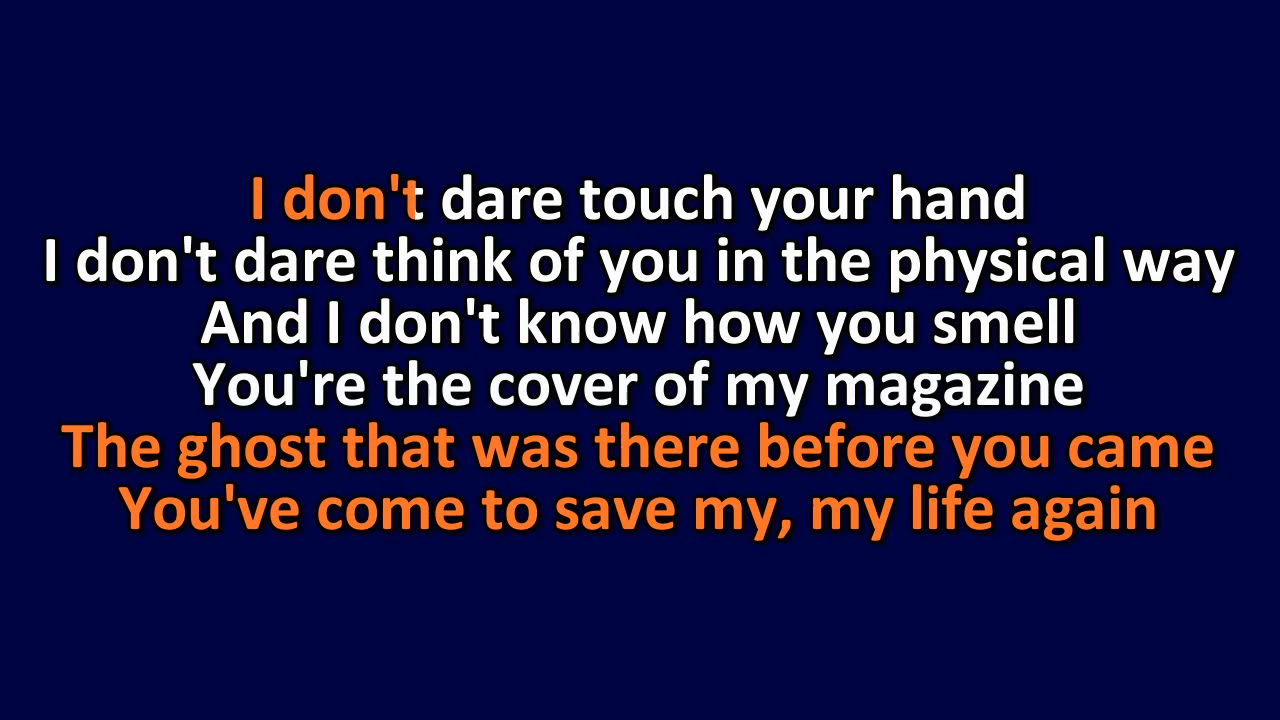 I don't dare touch your hand
I don't dare think of you in the physical way
And I don't know how you smell
You're the cover of my magazine
The ghost that was there before you came
You've come to save my, my life again